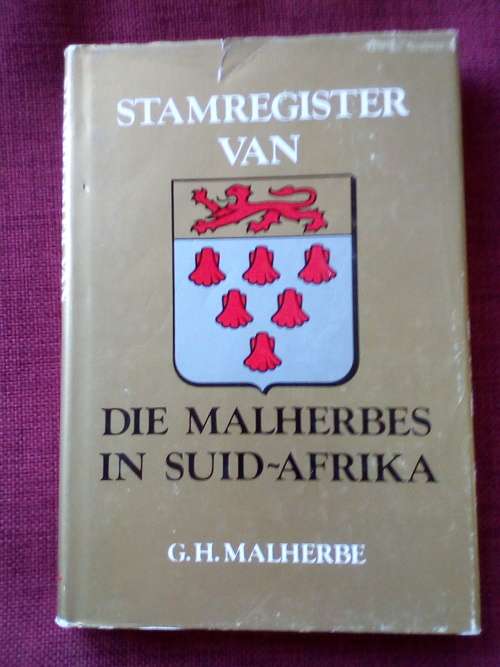 STAMREGISTER
VAN
DIE MALHERBES
IN SUID-AFRIKA
G.H. MALHERBE